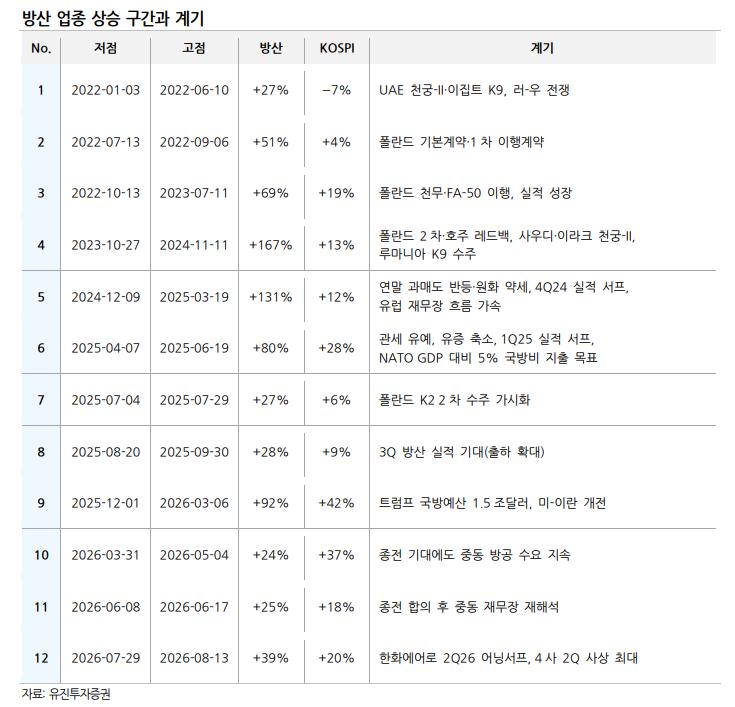 방산 업종 상승 구간과 계기
No. 저점 고점 방산 KOSPI 계기
1 2022-01-03 2022-06-10 +27% −7% UAE 천궁-II·이집트 K9, 러-우 전쟁
2 2022-07-13 2022-09-06 +51% +4% 폴란드 기본계약·1차 이행계약
3 2022-10-13 2023-07-11 +69% +19% 폴란드 천무·FA-50 이행, 실적 성장
4 2023-10-27 2024-11-11 +167% +13% 폴란드 2차·호주 레드백, 사우디·이라크 천궁-II,
루마니아 K9 수주
5 2024-12-09 2025-03-19 +131% +12% 연말 과매도 반등·원화 약세, 4Q24 실적 서프,
유럽 재무장 흐름 가속
6 2025-04-07 2025-06-19 +80% +28% 관세 유예, 유증 축소, 1Q25 실적 서프,
NATO GDP 대비 5% 국방비 지출 목표
7 2025-07-04 2025-07-29 +27% +6% 폴란드 K2 2차 수주 가시화
8 2025-08-20 2025-09-30 +28% +9% 3Q 방산 실적 기대(출하 확대)
9 2025-12-01 2026-03-06 +92% +42% 트럼프 국방예산 1.5조달러, 미-이란 개전
10 2026-03-31 2026-05-04 +24% +37% 종전 기대에도 중동 방공 수요 지속
11 2026-06-08 2026-06-17 +25% +18% 종전 합의 후 중동 재무장 재해석
12 2026-07-29 2026-08-13 +39% +20% 한화에어로 2Q26 어닝서프, 4사 2Q 사상 최대
자료: 유진투자증권